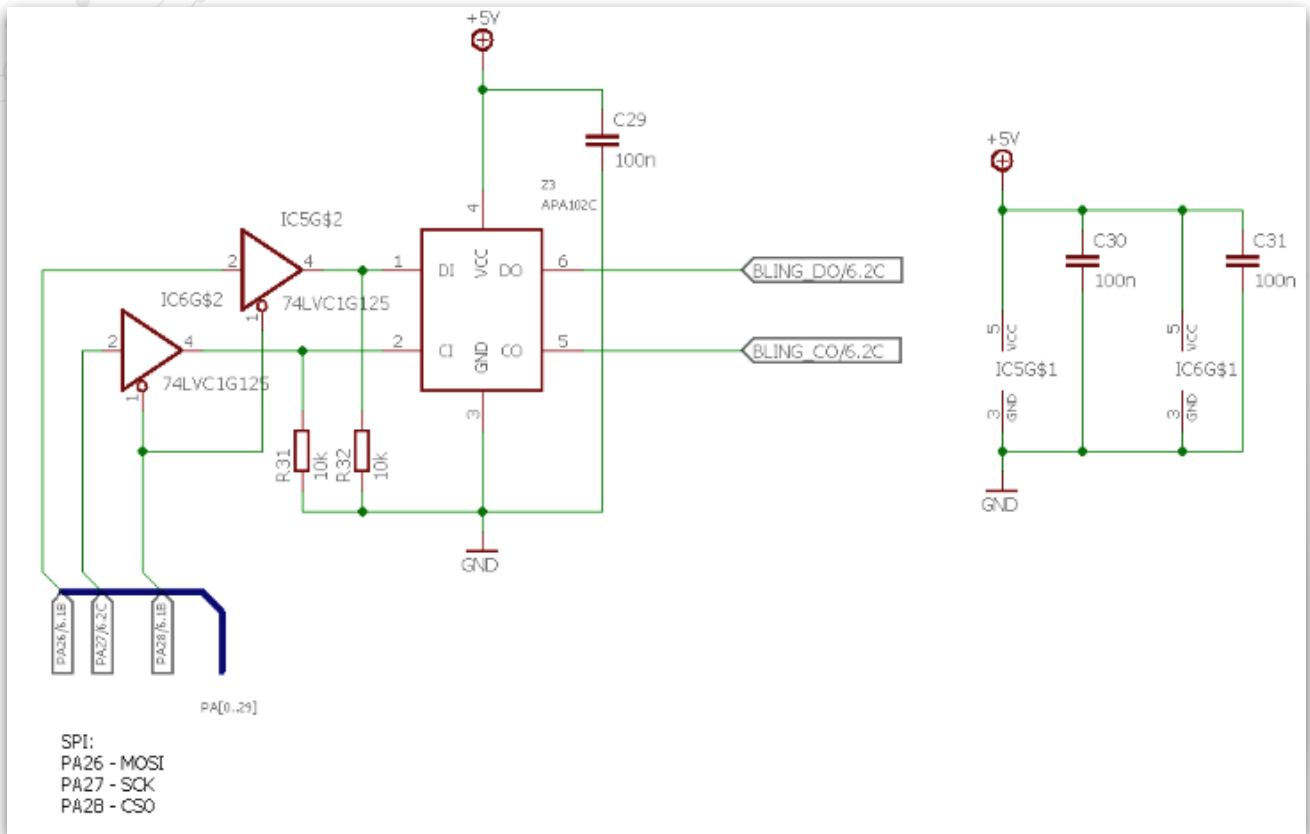 +5V
C29
100n
Z3
APA102C
IC5G$2
2
4
1
74LVC1G125
IC6G$2
2
4
1
74LVC1G125
4
1
DI
VCC
DO
6
BLING_DO/6.2C
2
CI
GND
CO
5
BLING_CO/6.2C
3
R31
10k
R32
10k
GND
+5V
C30
100n
C31
100n
5
VCC
IC5G$1
3
GND
5
VCC
IC6G$1
3
GND
GND
PA26/6.1B
PA27/6.2C
PA28/6.1B
PA[0..29]
SPI:
PA26 - MOSI
PA27 - SCK
PA28 - CS0